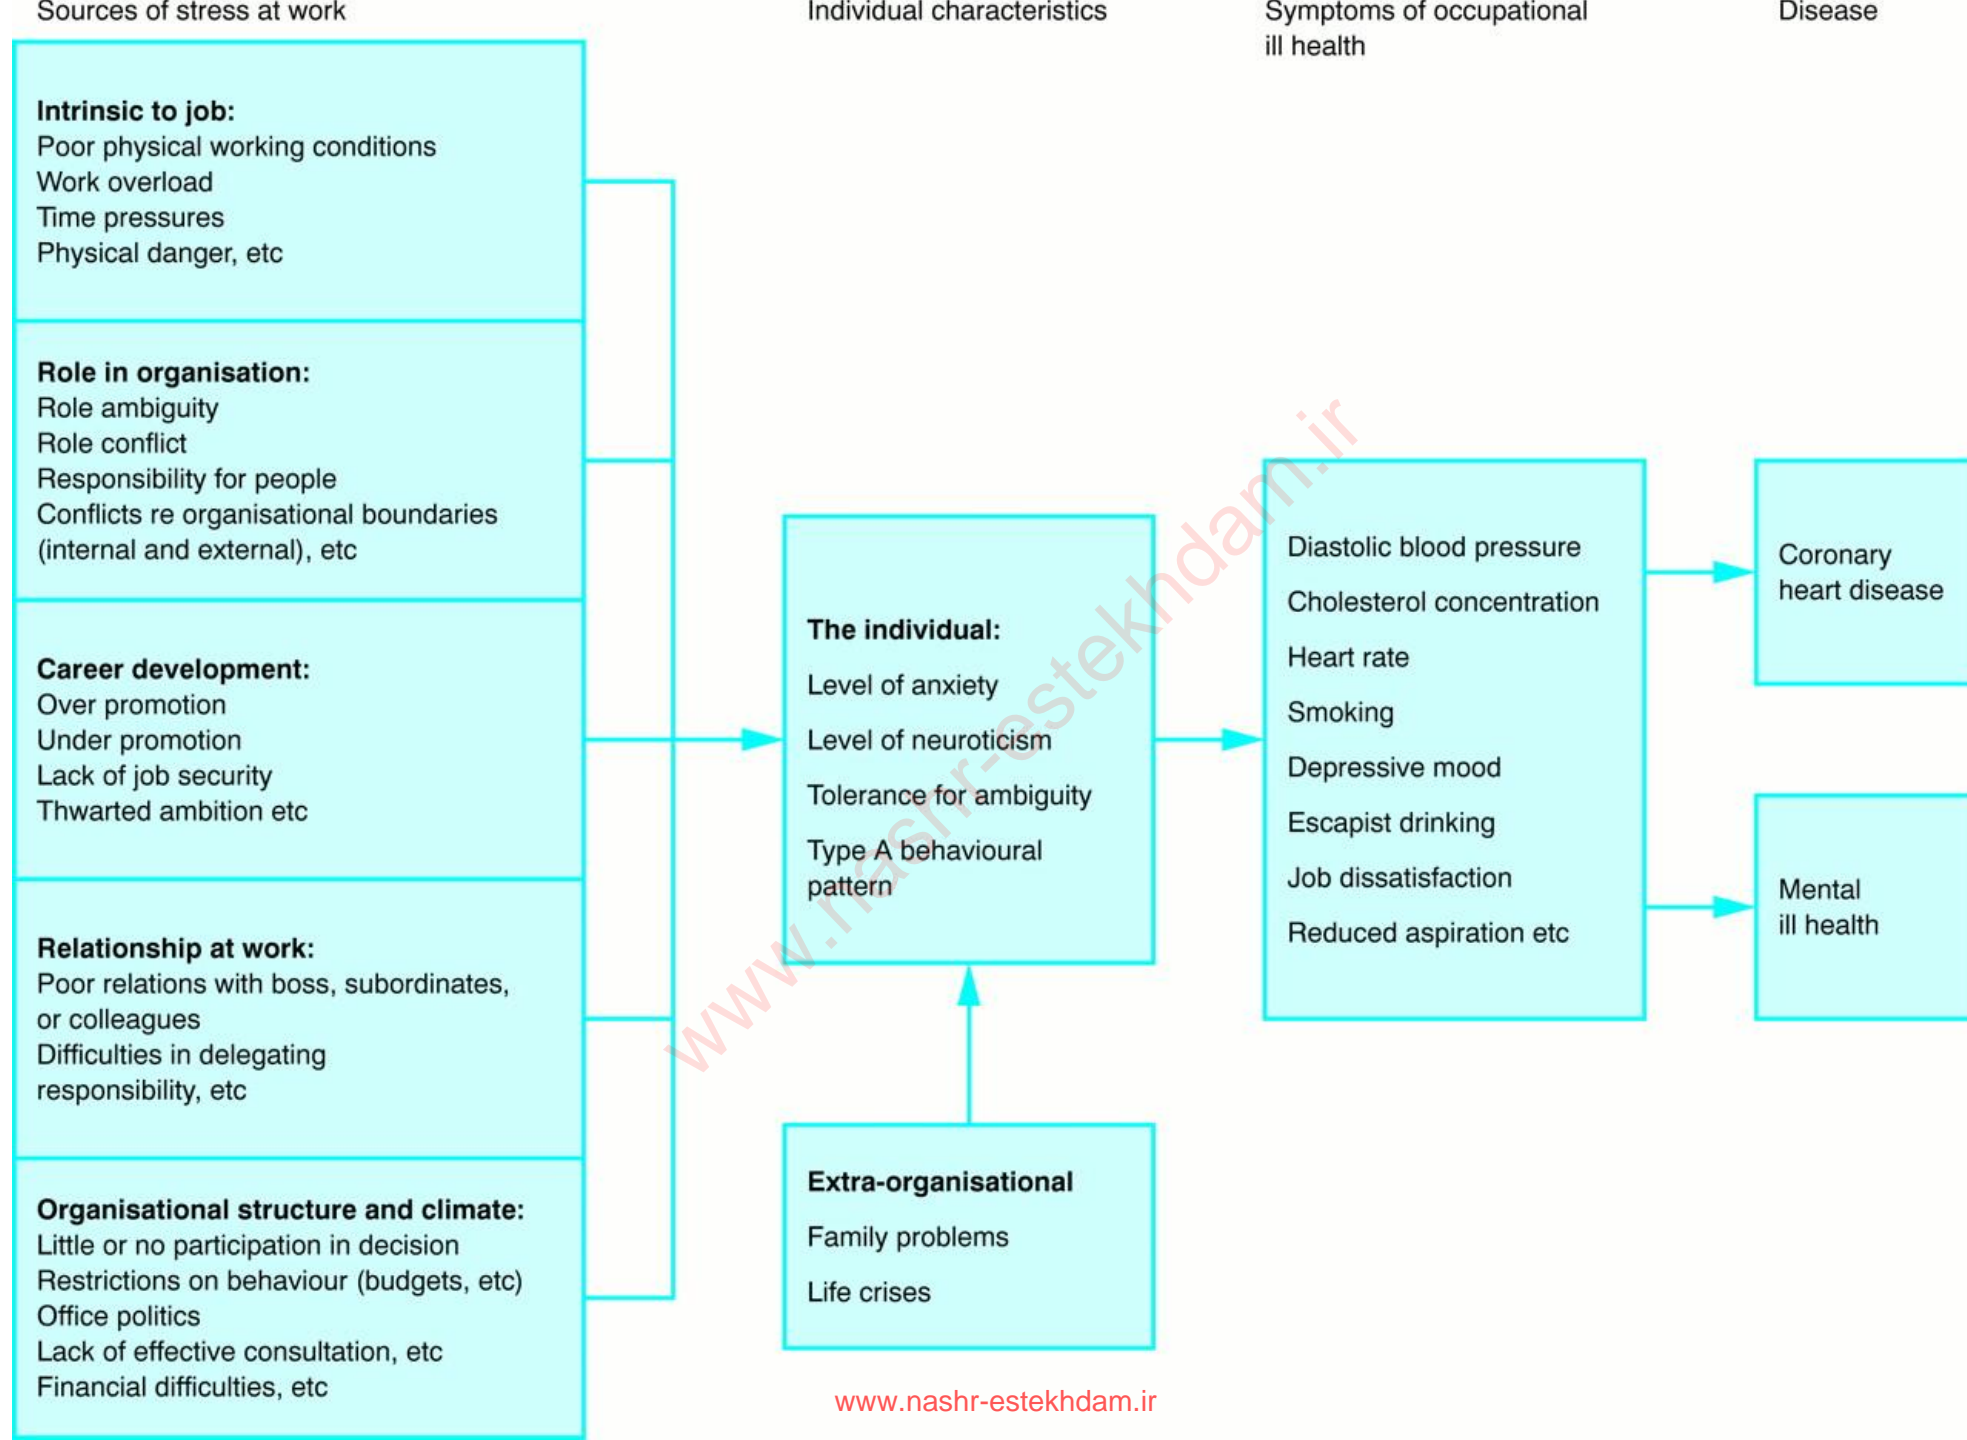 Sources of stress at work
Individual characteristics
Symptoms of occupational
ill health
Disease
Intrinsic to job:
Poor physical working conditions
Work overload
Time pressures
Physical danger, etc
Role in organisation:
Role ambiguity
Role conflict
Responsibility for people
Conflicts re organisational boundaries
(internal and external), etc
Career development:
Over promotion
Under promotion
Lack of job security
Thwarted ambition etc
Relationship at work:
Poor relations with boss, subordinates,
or colleagues
Difficulties in delegating
responsibility, etc
Organisational structure and climate:
Little or no participation in decision
Restrictions on behaviour (budgets, etc)
Office politics
Lack of effective consultation, etc
Financial difficulties, etc
The individual:
Level of anxiety
Level of neuroticism
Tolerance for ambiguity
Type A behavioural
pattern
Extra-organisational
Family problems
Life crises
Diastolic blood pressure
Cholesterol concentration
Heart rate
Smoking
Depressive mood
Escapist drinking
Job dissatisfaction
Reduced aspiration etc
Coronary
heart disease
Mental
ill health
www.nashr-estekhdam.ir
www.nashr-estekhdam.ir